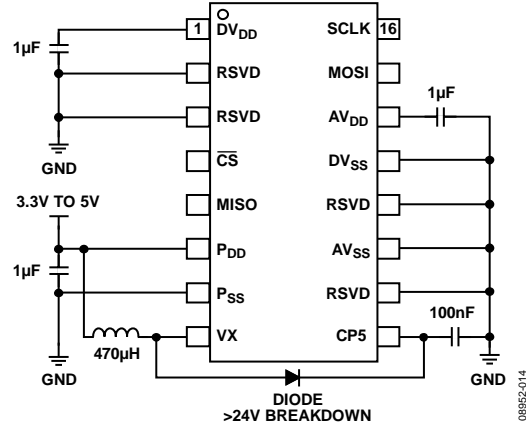 1 DVDD SCLK 16
1µF
RSVD MOSI
1µF
RSVD AVDD
GND
CS DVSS
3.3V TO 5V
MISO RSVD
PDD AVSS
1µF
PSS RSVD
100nF
VX CP5
470µH
GND
GND
DIODE
>24V BREAKDOWN
08952-014